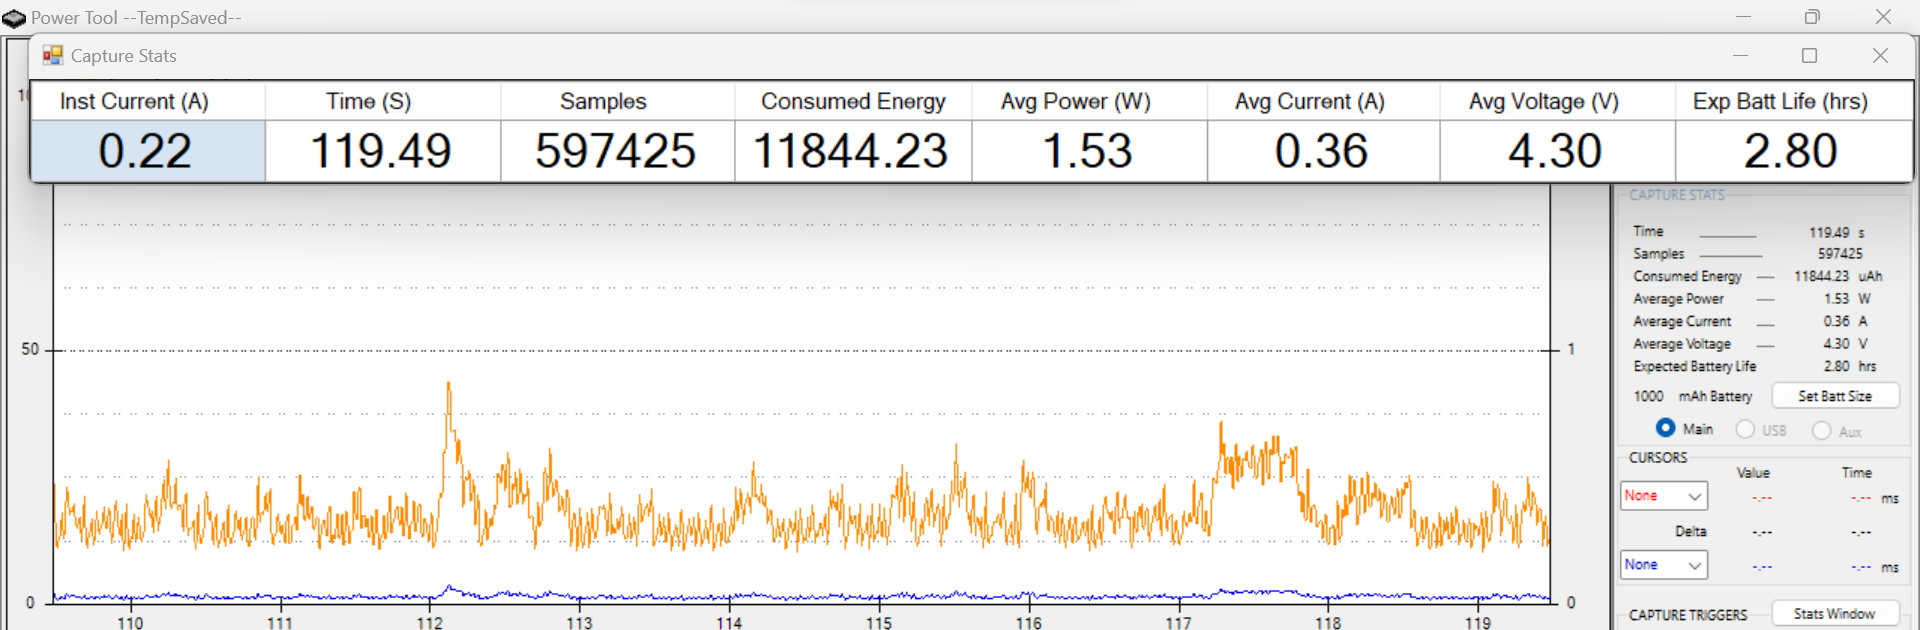 Power Tool --TempSaved--
Capture Stats
Inst Current (A) Time (S) Samples Consumed Energy Avg Power (W) Avg Current (A) Avg Voltage (V) Exp Batt Life (hrs)
0.22 119.49 597425 11844.23 1.53 0.36 4.30 2.80
CAPTURE STATS
Time 119.49 s
Samples 597425
Consumed Energy 11844.23 uAh
Average Power 1.53 W
Average Current 0.36 A
Average Voltage 4.30 V
Expected Battery Life 2.80 hrs
1000 mAh Battery Set Batt Size
Main USB Aux
CURSORS
Value Time
None -.-- -.-- ms
Delta -.-- -.--
None -.-- -.-- ms
CAPTURE TRIGGERS Stats Window
50 1
0 0
110 111 112 113 114 115 116 117 118 119